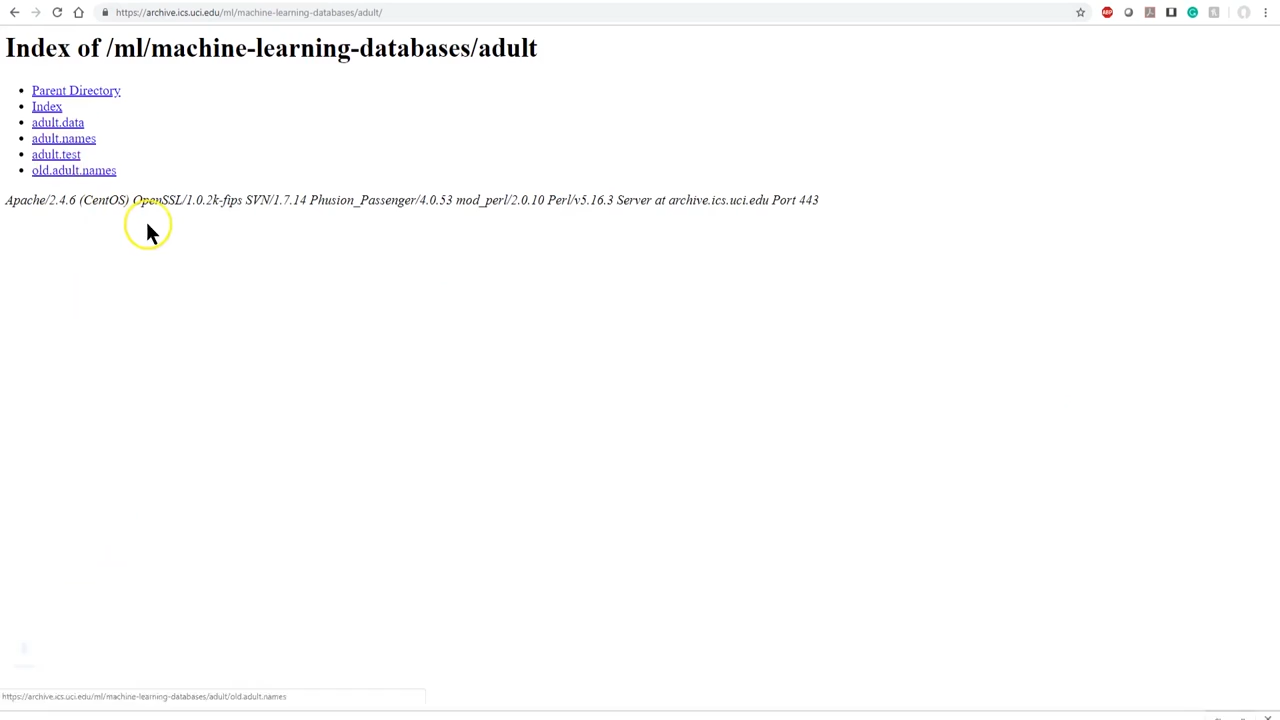 https://archive.ics.uci.edu/ml/machine-learning-databases/adult/
ABP
Index of /ml/machine-learning-databases/adult
Parent Directory
Index
adult.data
adult.names
adult.test
old.adult.names
Apache/2.4.6 (CentOS) OpenSSL/1.0.2k-fips SVN/1.7.14 Phusion_Passenger/4.0.53 mod_perl/2.0.10 Perl/v5.16.3 Server at archive.ics.uci.edu Port 443
https://archive.ics.uci.edu/ml/machine-learning-databases/adult/old.adult.names